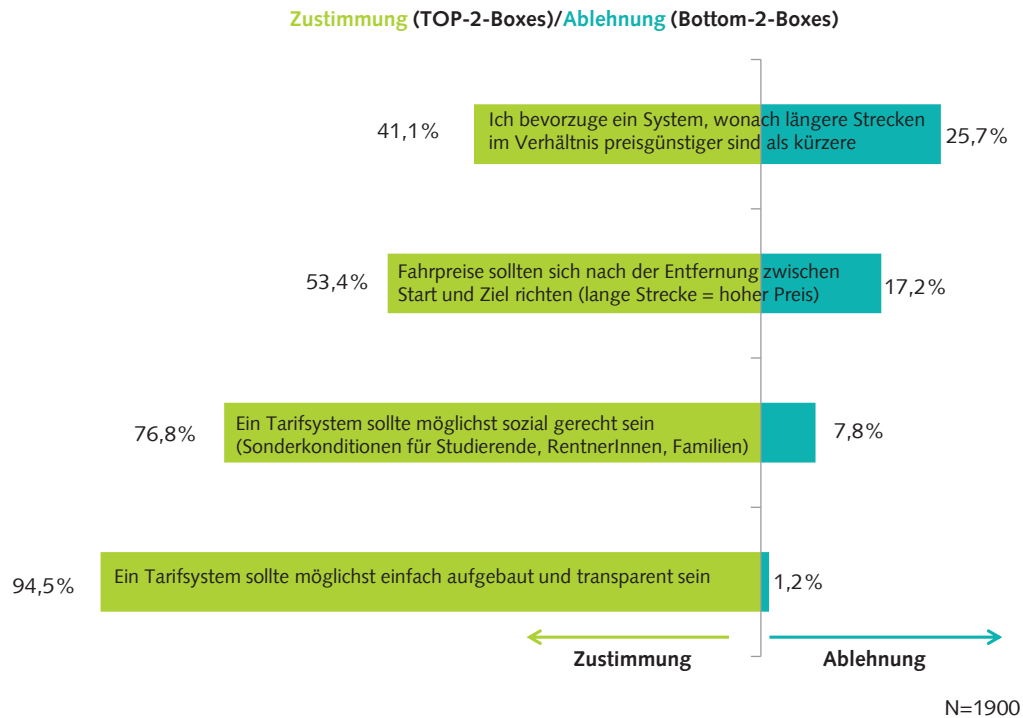 Zustimmung (TOP-2-Boxes)/Ablehnung (Bottom-2-Boxes)
41,1%
Ich bevorzuge ein System, wonach längere Strecken
im Verhältnis preisgünstiger sind als kürzere
25,7%
53,4%
Fahrpreise sollten sich nach der Entfernung zwischen
Start und Ziel richten (lange Strecke = hoher Preis)
17,2%
76,8%
Ein Tarifsystem sollte möglichst sozial gerecht sein
(Sonderkonditionen für Studierende, RentnerInnen, Familien)
7,8%
94,5%
Ein Tarifsystem sollte möglichst einfach aufgebaut und transparent sein
1,2%
Zustimmung
Ablehnung
N=1900